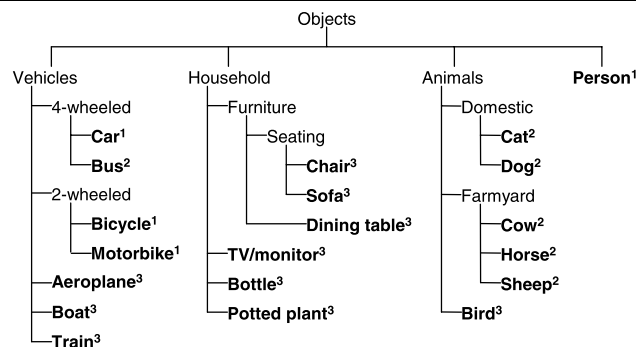 Objects
Vehicles Household Animals Person¹
4-wheeled Furniture Domestic
Car¹ Seating Cat²
Bus² Chair³ Dog²
2-wheeled Sofa³ Farmyard
Bicycle¹ Dining table³ Cow²
Motorbike¹ TV/monitor³ Horse²
Aeroplane³ Bottle³ Sheep²
Boat³ Potted plant³ Bird³
Train³